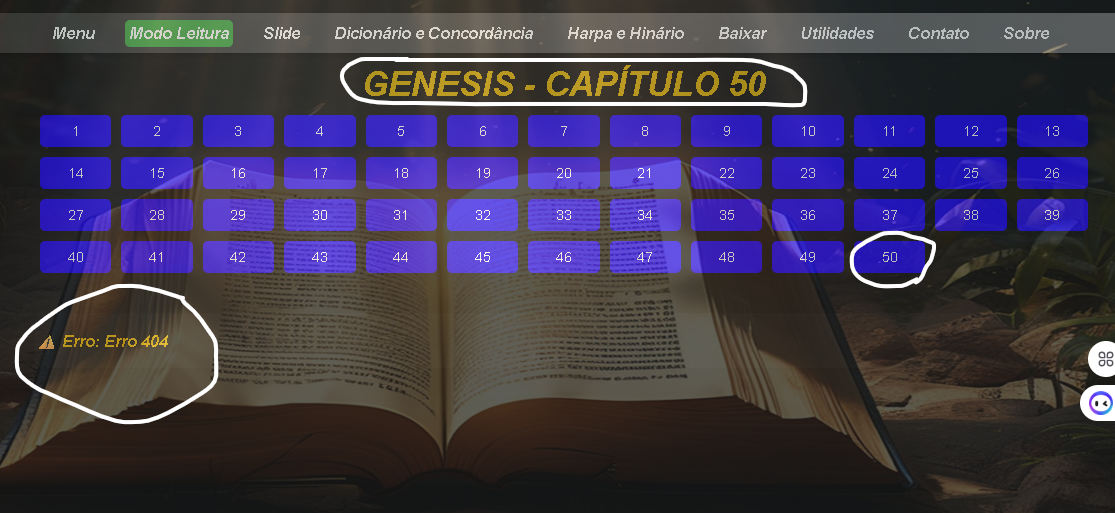 Menu Modo Leitura Slide Dicionário e Concordância Harpa e Hinário Baixar Utilidades Contato Sobre
GENESIS - CAPÍTULO 50
1 2 3 4 5 6 7 8 9 10 11 12 13
14 15 16 17 18 19 20 21 22 23 24 25 26
27 28 29 30 31 32 33 34 35 36 37 38 39
40 41 42 43 44 45 46 47 48 49 50
Erro: Erro 404